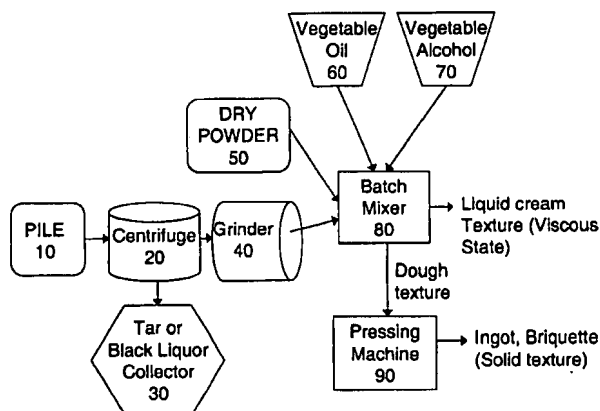 Vegetable
Oil
60
Vegetable
Alcohol
70
DRY
POWDER
50
PILE
10
Centrifuge
20
Grinder
40
Batch
Mixer
80
Liquid cream
Texture (Viscous
State)
Dough
texture
Tar or
Black Liquor
Collector
30
Pressing
Machine
90
Ingot, Briquette
(Solid texture)